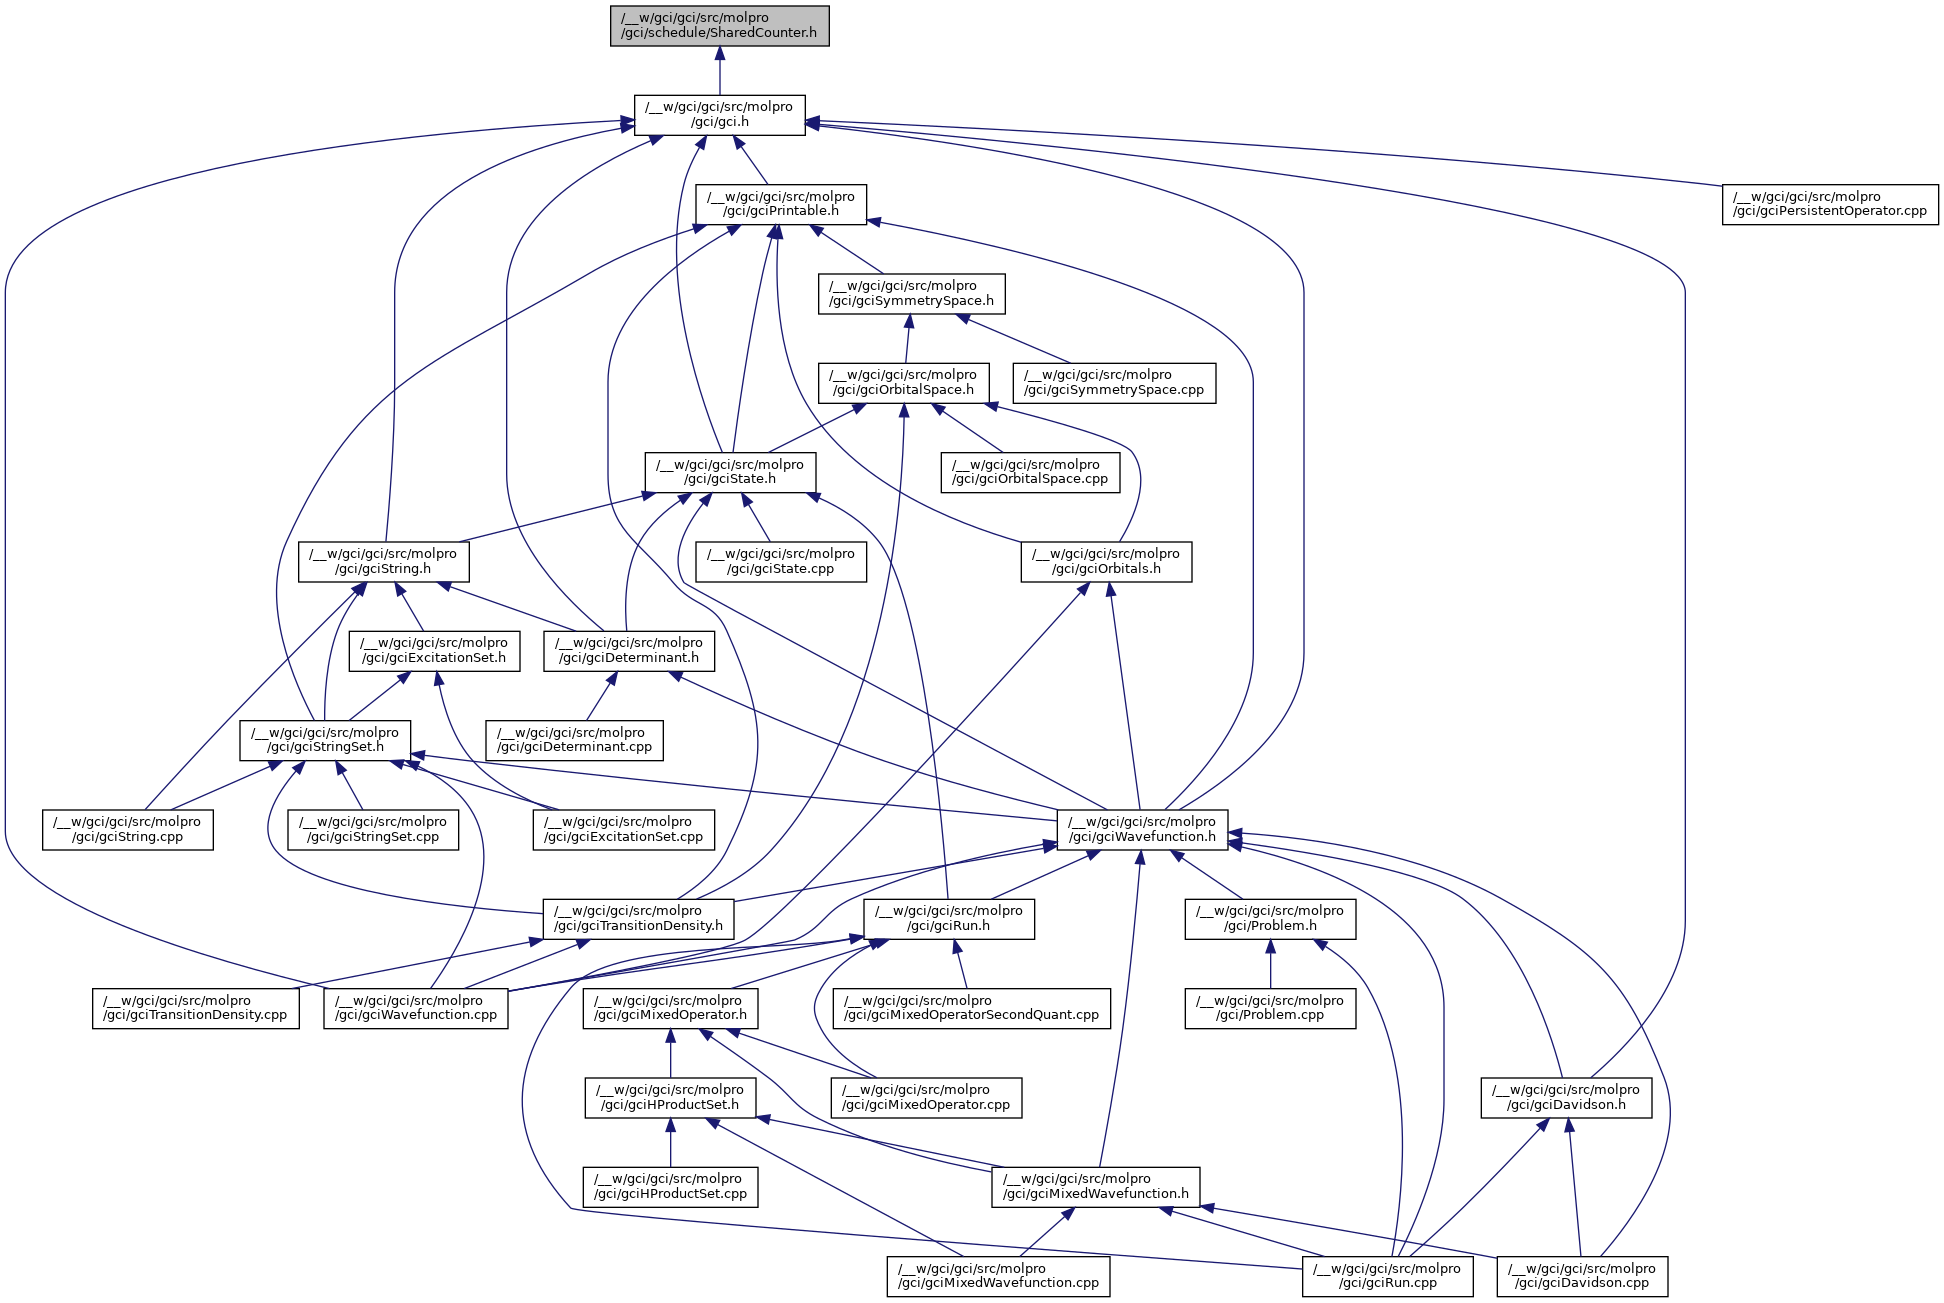 /__w/gci/gci/src/molpro
/gci/schedule/SharedCounter.h
/__w/gci/gci/src/molpro
/gci/gci.h
/__w/gci/gci/src/molpro
/gci/gciPrintable.h
/__w/gci/gci/src/molpro
/gci/gciPersistentOperator.cpp
/__w/gci/gci/src/molpro
/gci/gciSymmetrySpace.h
/__w/gci/gci/src/molpro
/gci/gciOrbitalSpace.h
/__w/gci/gci/src/molpro
/gci/gciSymmetrySpace.cpp
/__w/gci/gci/src/molpro
/gci/gciState.h
/__w/gci/gci/src/molpro
/gci/gciOrbitalSpace.cpp
/__w/gci/gci/src/molpro
/gci/gciString.h
/__w/gci/gci/src/molpro
/gci/gciState.cpp
/__w/gci/gci/src/molpro
/gci/gciOrbitals.h
/__w/gci/gci/src/molpro
/gci/gciExcitationSet.h
/__w/gci/gci/src/molpro
/gci/gciDeterminant.h
/__w/gci/gci/src/molpro
/gci/gciStringSet.h
/__w/gci/gci/src/molpro
/gci/gciDeterminant.cpp
/__w/gci/gci/src/molpro
/gci/gciString.cpp
/__w/gci/gci/src/molpro
/gci/gciStringSet.cpp
/__w/gci/gci/src/molpro
/gci/gciExcitationSet.cpp
/__w/gci/gci/src/molpro
/gci/gciWavefunction.h
/__w/gci/gci/src/molpro
/gci/gciTransitionDensity.h
/__w/gci/gci/src/molpro
/gci/gciRun.h
/__w/gci/gci/src/molpro
/gci/Problem.h
/__w/gci/gci/src/molpro
/gci/gciTransitionDensity.cpp
/__w/gci/gci/src/molpro
/gci/gciWavefunction.cpp
/__w/gci/gci/src/molpro
/gci/gciMixedOperator.h
/__w/gci/gci/src/molpro
/gci/gciMixedOperatorSecondQuant.cpp
/__w/gci/gci/src/molpro
/gci/Problem.cpp
/__w/gci/gci/src/molpro
/gci/gciHProductSet.h
/__w/gci/gci/src/molpro
/gci/gciMixedOperator.cpp
/__w/gci/gci/src/molpro
/gci/gciDavidson.h
/__w/gci/gci/src/molpro
/gci/gciHProductSet.cpp
/__w/gci/gci/src/molpro
/gci/gciMixedWavefunction.h
/__w/gci/gci/src/molpro
/gci/gciMixedWavefunction.cpp
/__w/gci/gci/src/molpro
/gci/gciRun.cpp
/__w/gci/gci/src/molpro
/gci/gciDavidson.cpp